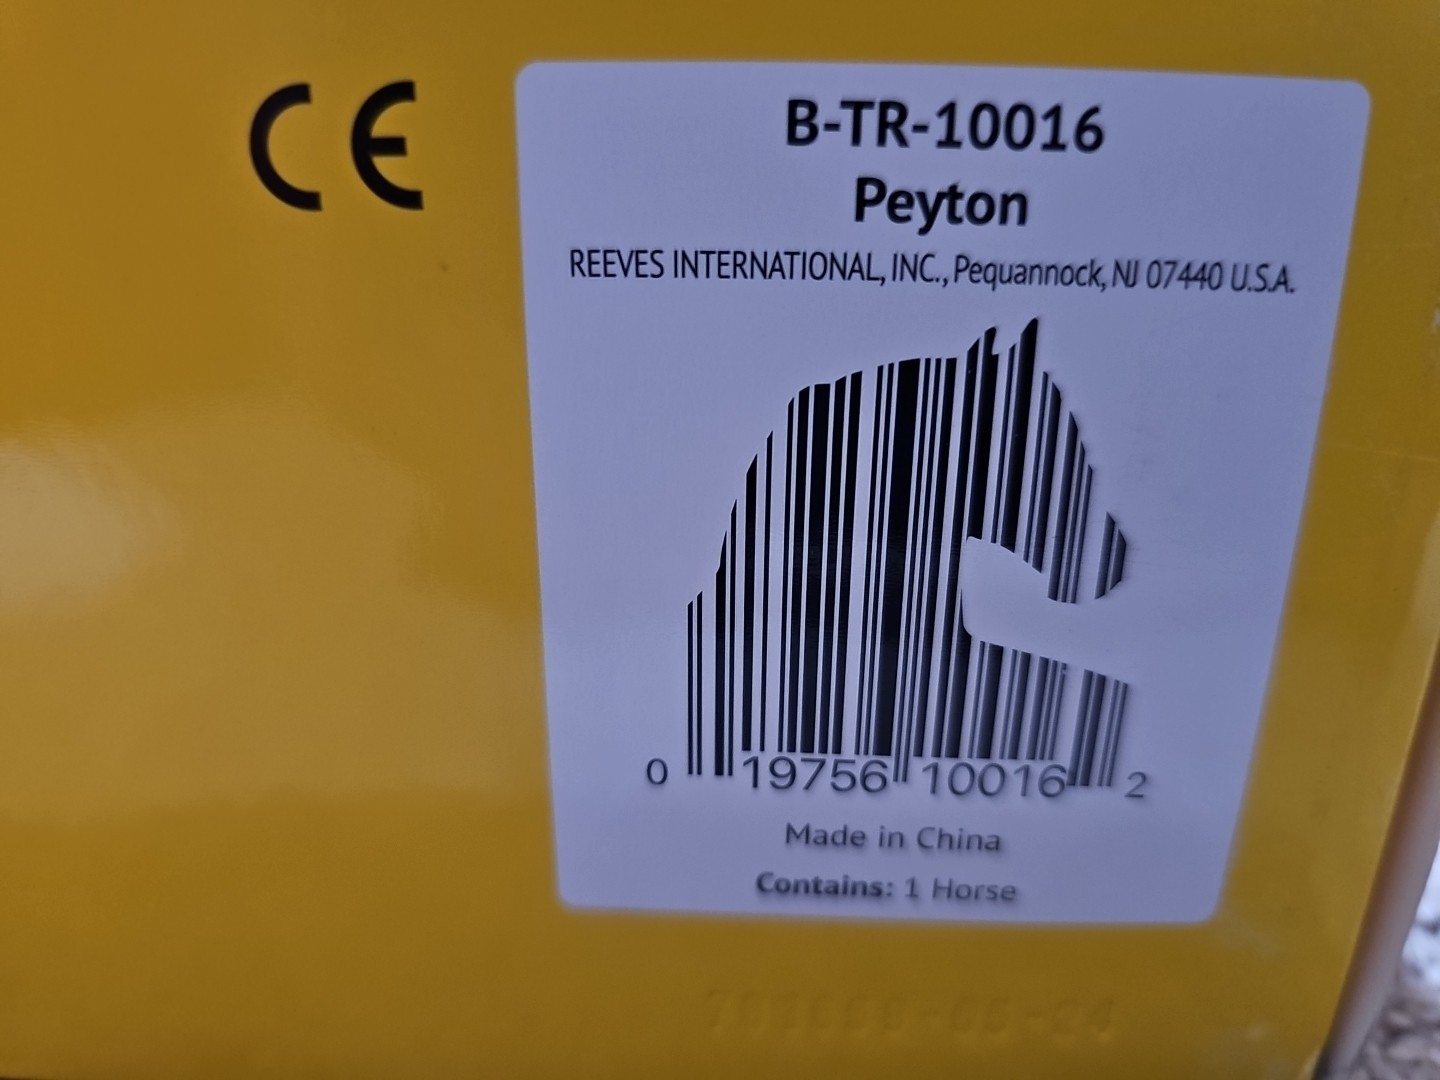 CE
B-TR-10016
Peyton
REEVES INTERNATIONAL, INC., Pequannock, NJ 07440 U.S.A.
0 19756 10016 2
Made in China
Contains: 1 Horse